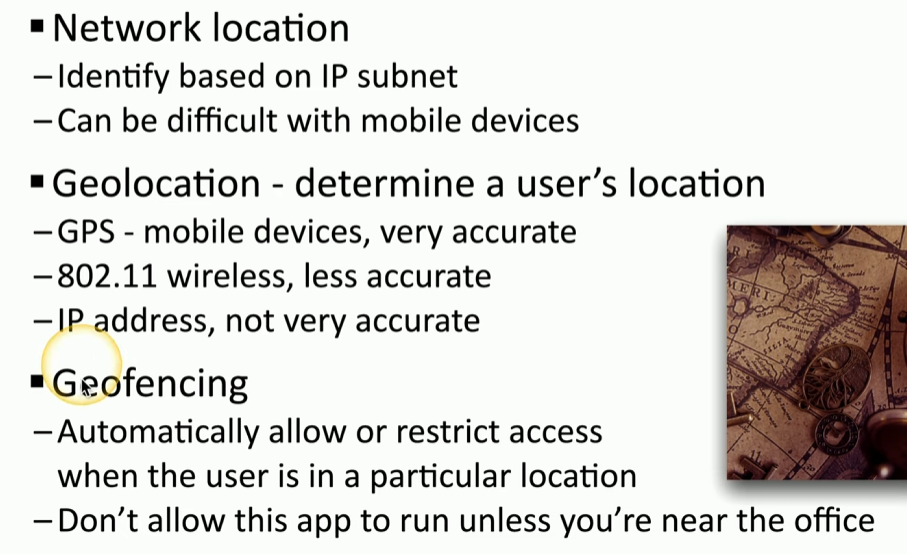 ▪ Network location
– Identify based on IP subnet
– Can be difficult with mobile devices
▪ Geolocation - determine a user’s location
– GPS - mobile devices, very accurate
– 802.11 wireless, less accurate
– IP address, not very accurate
▪ Geofencing
– Automatically allow or restrict access
when the user is in a particular location
– Don’t allow this app to run unless you’re near the office